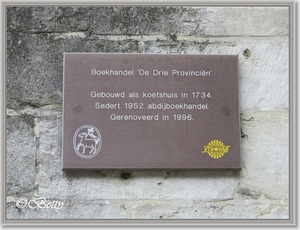 Boekhandel 'De Drie Provinciën'
Gebouwd als koetshuis in 1734.
Sedert 1952 abdijboekhandel.
Gerenoveerd in 1996.
©Betty